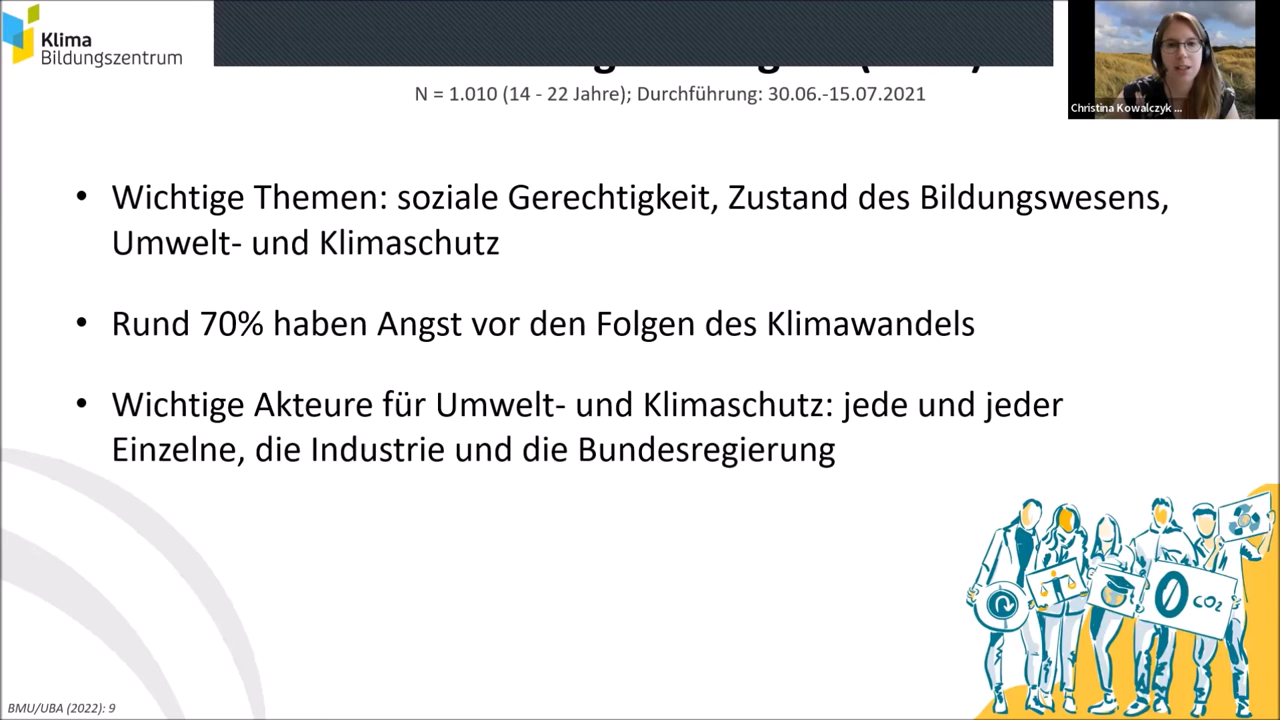 Klima
Bildungszentrum
N = 1.010 (14 - 22 Jahre); Durchführung: 30.06.-15.07.2021
Christina Kowalczyk ...
• Wichtige Themen: soziale Gerechtigkeit, Zustand des Bildungswesens,
Umwelt- und Klimaschutz
• Rund 70% haben Angst vor den Folgen des Klimawandels
• Wichtige Akteure für Umwelt- und Klimaschutz: jede und jeder
Einzelne, die Industrie und die Bundesregierung
0 CO2
BMU/UBA (2022): 9